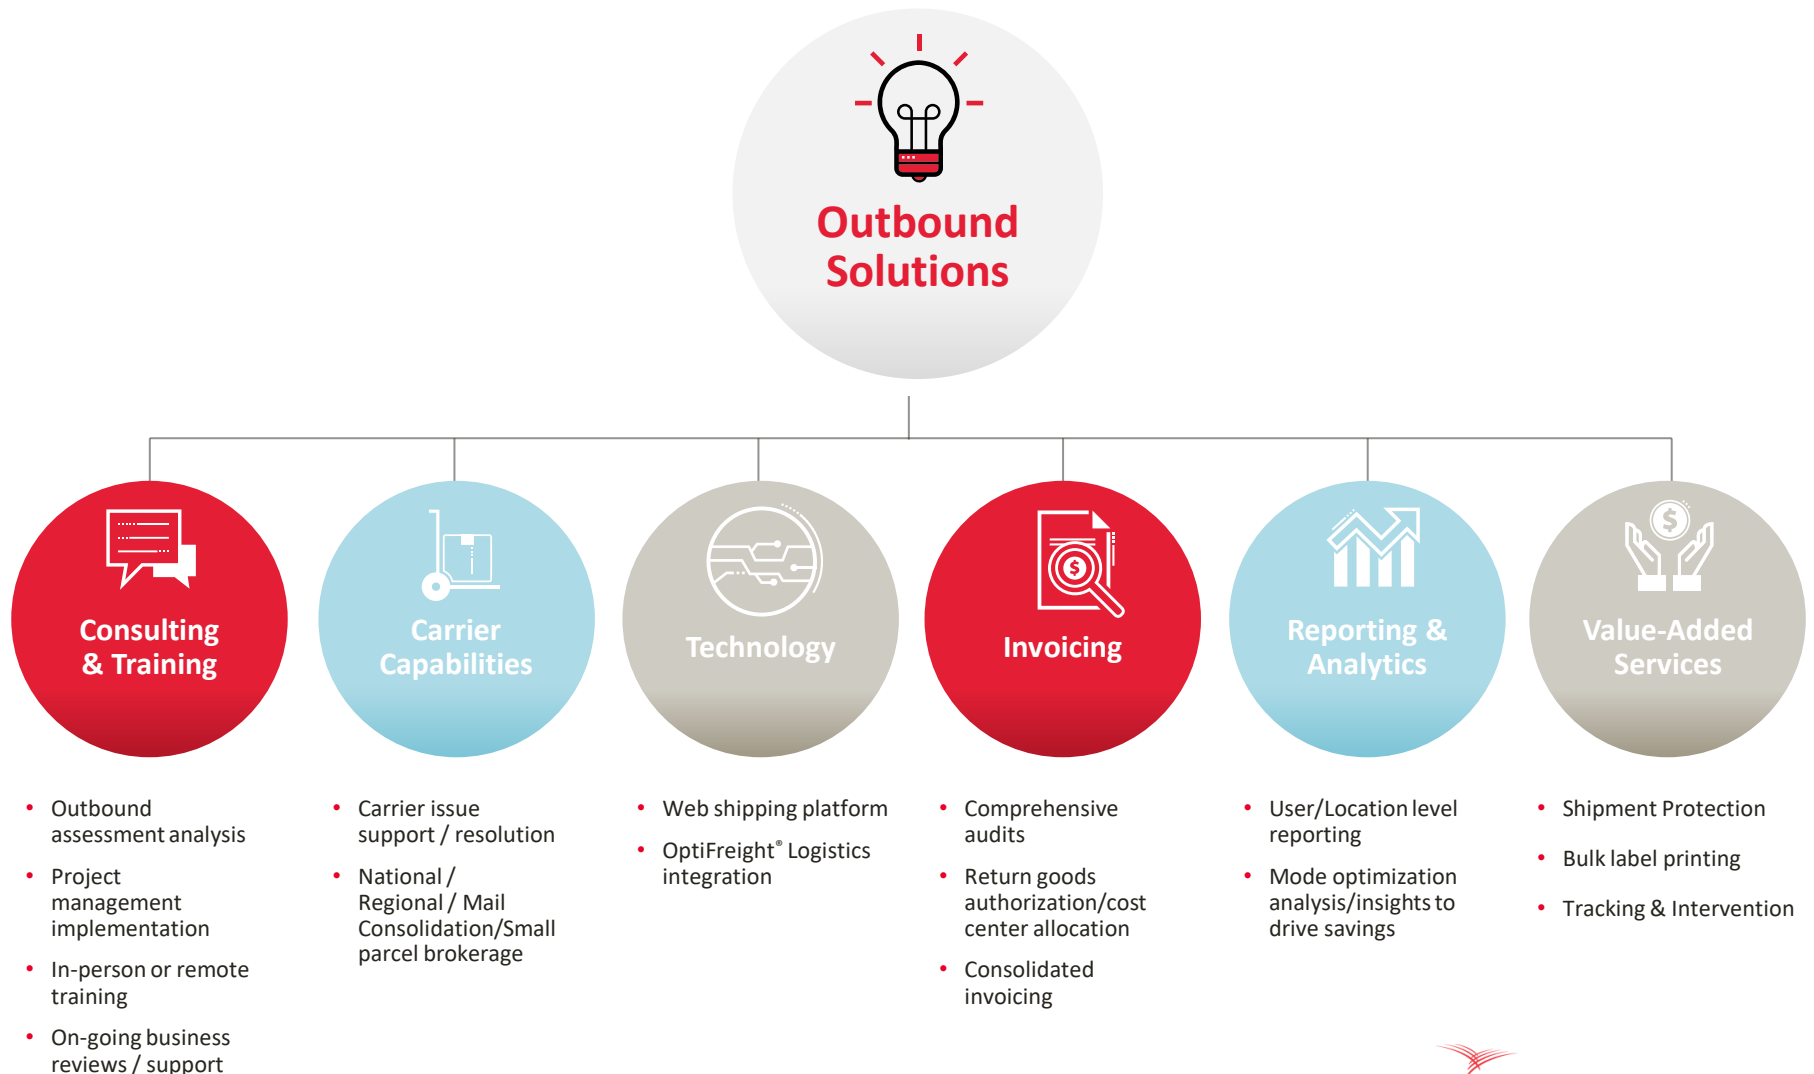 Outbound
Solutions
Consulting
& Training
Carrier
Capabilities
Technology
Invoicing
Reporting &
Analytics
Value-Added
Services
• Outbound
assessment analysis
• Project
management
implementation
• In-person or remote
training
• On-going business
reviews / support
• Carrier issue
support / resolution
• National /
Regional / Mail
Consolidation/Small
parcel brokerage
• Web shipping platform
• OptiFreight® Logistics
integration
• Comprehensive
audits
• Return goods
authorization/cost
center allocation
• Consolidated
invoicing
• User/Location level
reporting
• Mode optimization
analysis/insights to
drive savings
• Shipment Protection
• Bulk label printing
• Tracking & Intervention